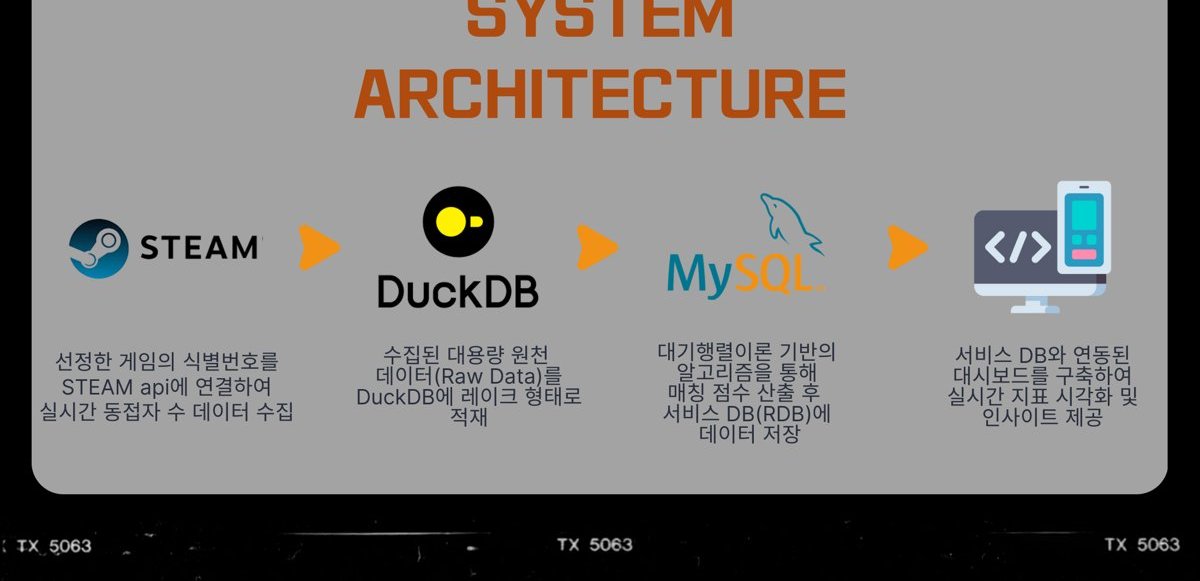 SYSTEM
ARCHITECTURE
STEAM
DuckDB
MySQL
</>
선정한 게임의 식별번호를
STEAM api에 연결하여
실시간 동접자 수 데이터 수집
수집된 대용량 원천
데이터(Raw Data)를
DuckDB에 레이크 형태로
적재
대기행렬이론 기반의
알고리즘을 통해
매칭 점수 산출 후
서비스 DB(RDB)에
데이터 저장
서비스 DB와 연동된
대시보드를 구축하여
실시간 지표 시각화 및
인사이트 제공
TX 5063
TX 5063
TX 5063